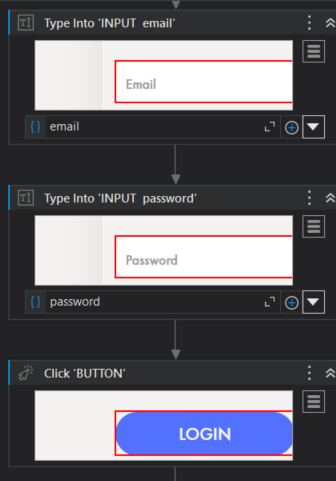 Type Into 'INPUT email'
Email
email
Type Into 'INPUT password'
Password
password
Click 'BUTTON'
LOGIN